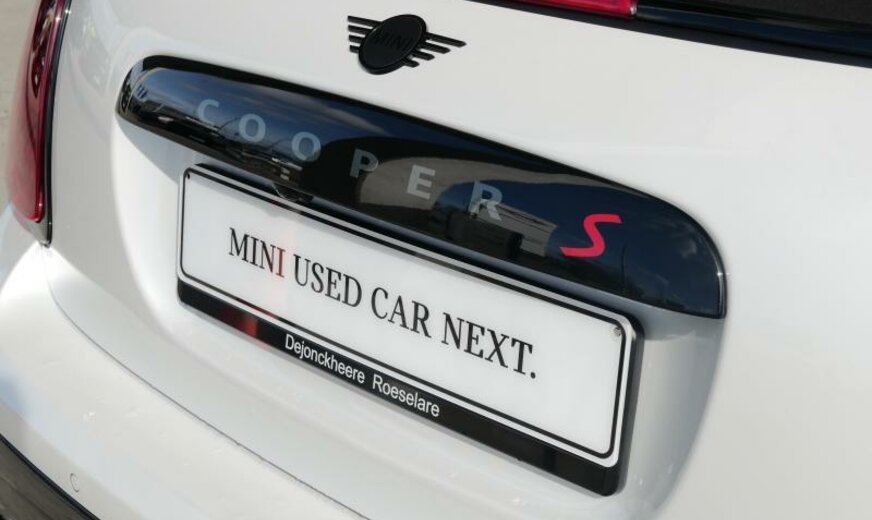 MINI
COOPER S
MINI USED CAR NEXT.
Dejonckheere Roeselare